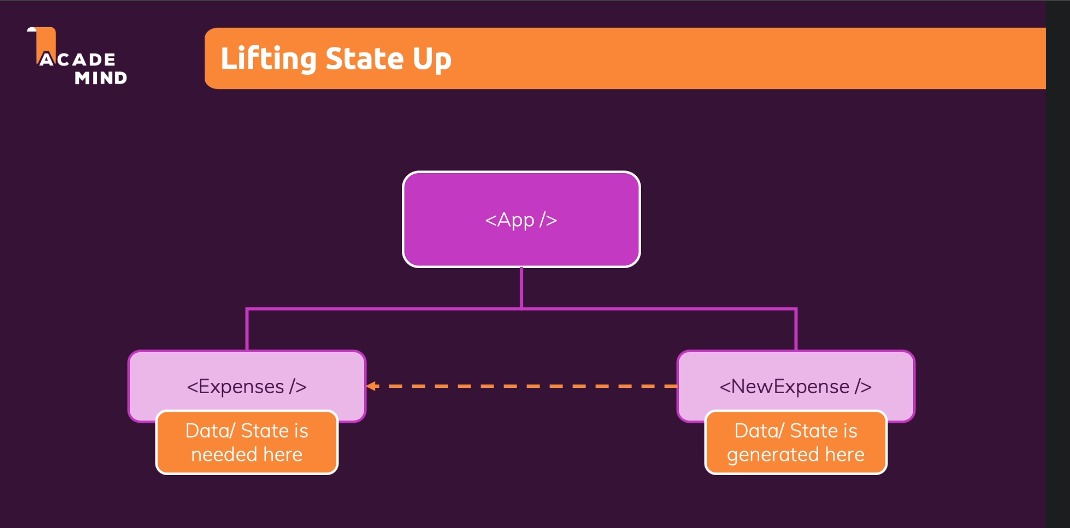 ACADE
MIND
Lifting State Up
<App />
<Expenses />
<NewExpense />
Data/ State is
needed here
Data/ State is
generated here